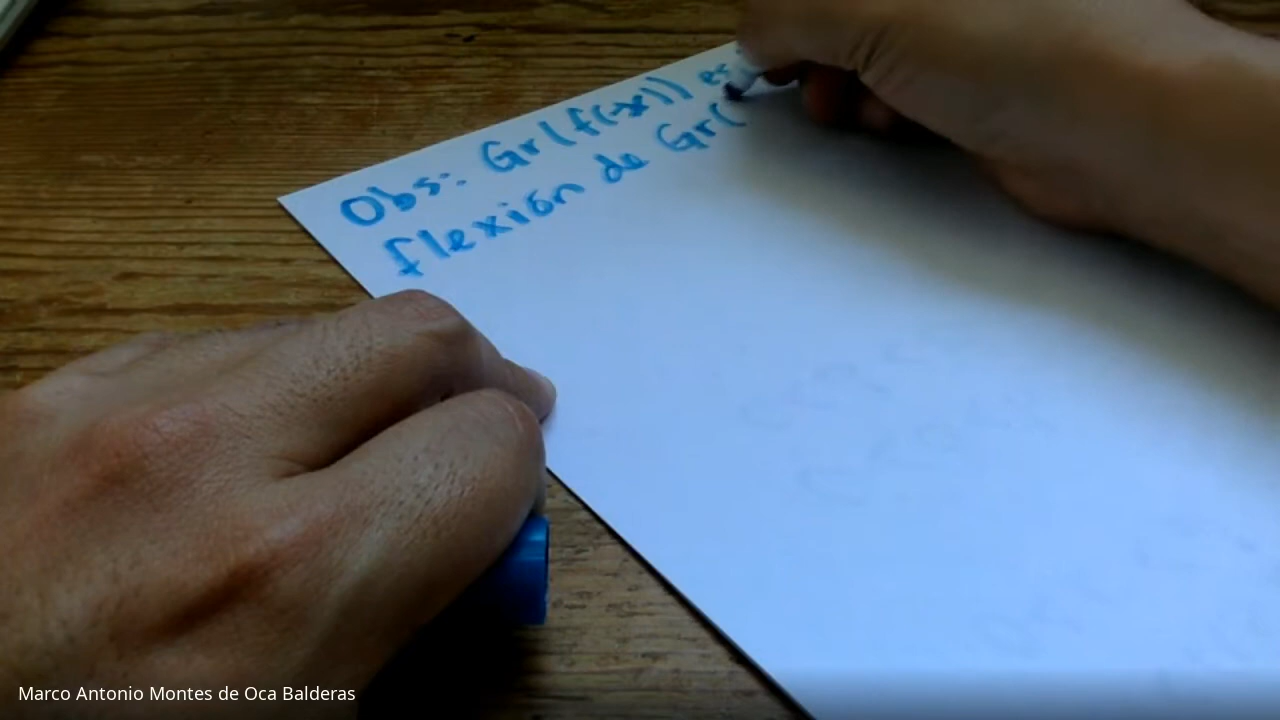 Obs: Gr(f(-x)) es
flexión de Gr(
Marco Antonio Montes de Oca Balderas